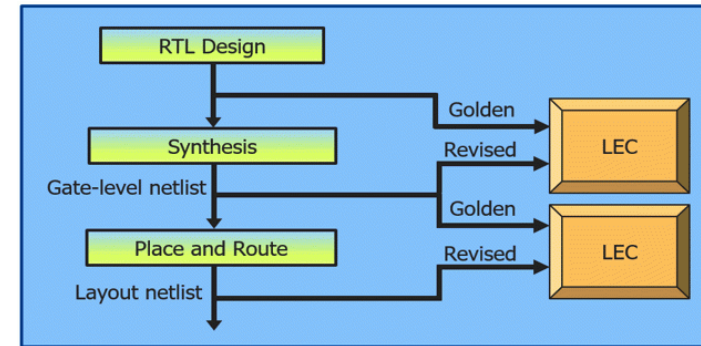 RTL Design
Golden
LEC
Synthesis
Revised
Gate-level netlist
Golden
Place and Route
Revised
LEC
Layout netlist